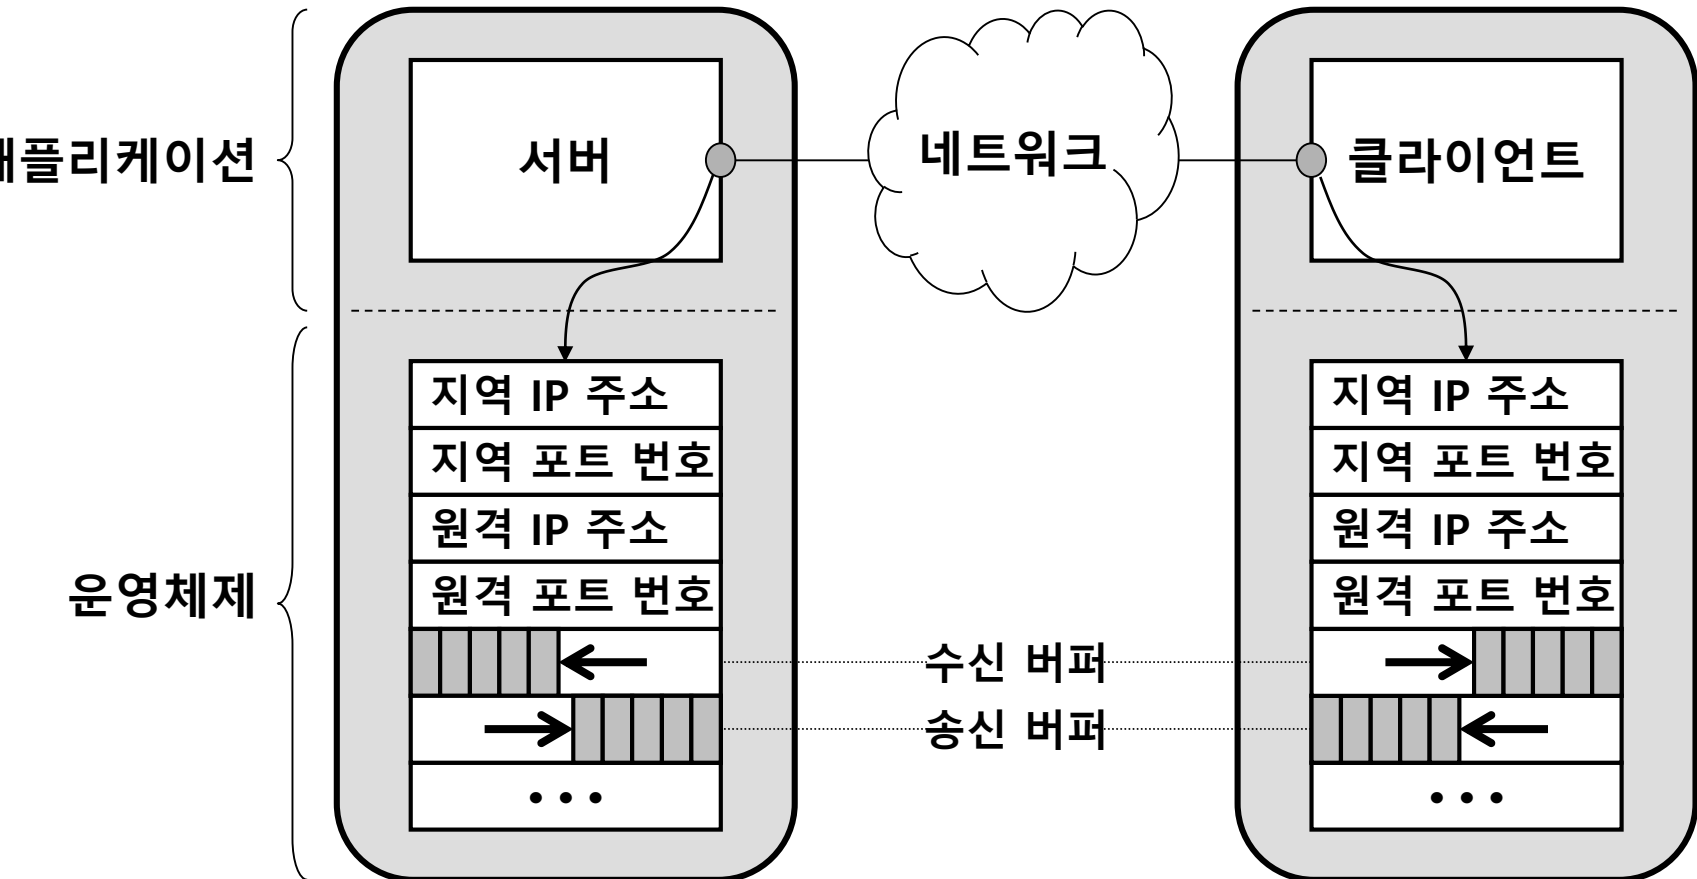 애플리케이션
서버
네트워크
클라이언트
운영체제
지역 IP 주소
지역 포트 번호
원격 IP 주소
원격 포트 번호
지역 IP 주소
지역 포트 번호
원격 IP 주소
원격 포트 번호
수신 버퍼
송신 버퍼
• • •
• • •